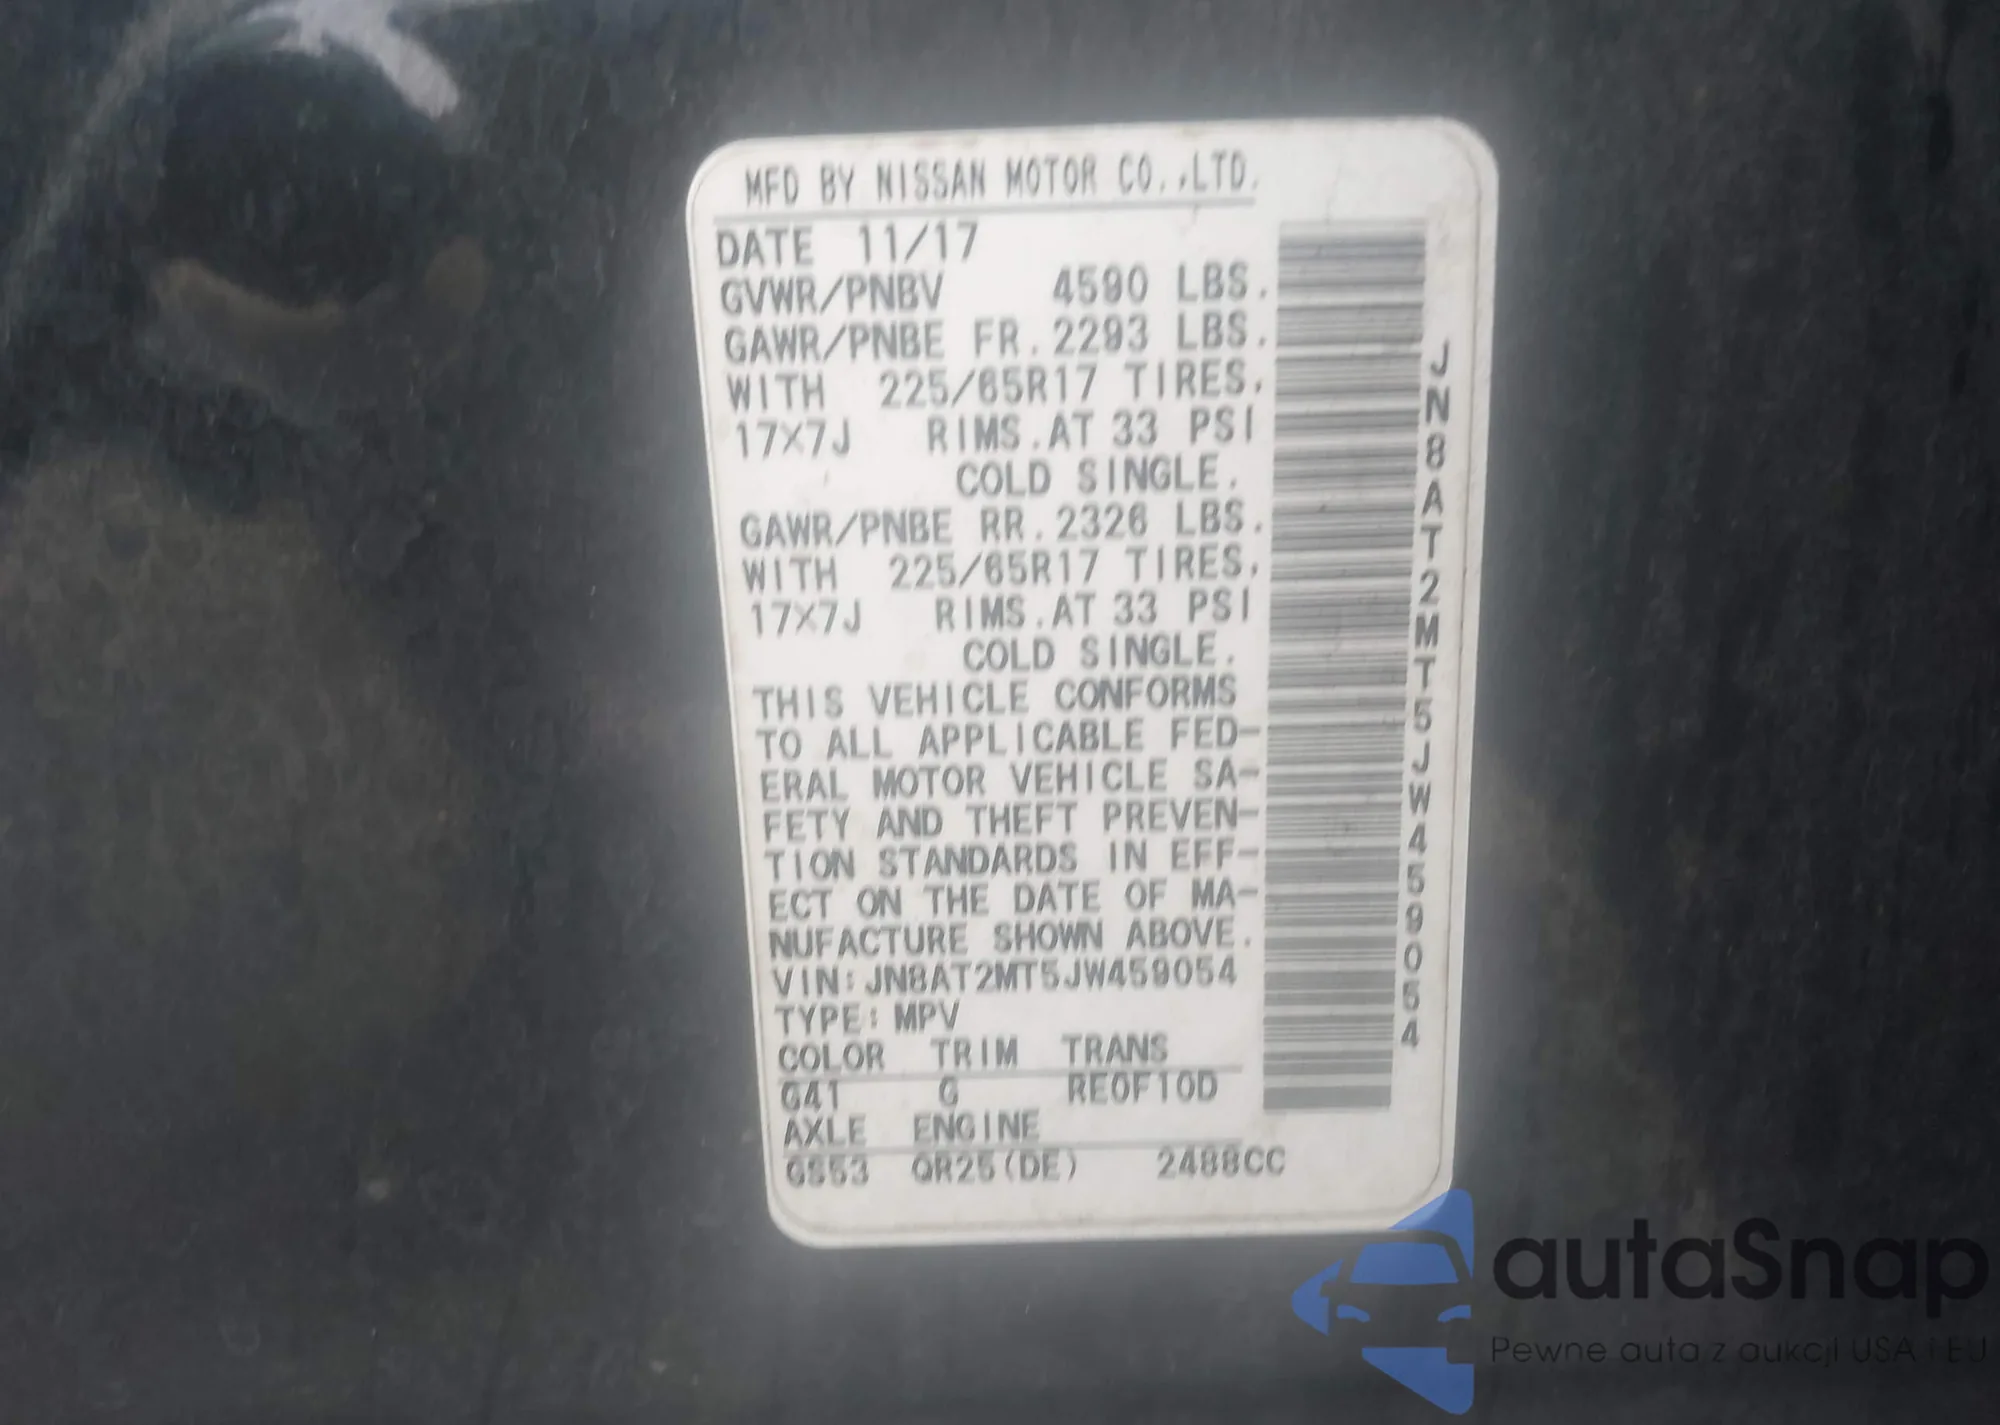 MFD BY NISSAN MOTOR CO.,LTD.
DATE 11/17
GVWR/PNBV 4590 LBS.
GAWR/PNBE FR. 2293 LBS.
WITH 225/65R17 TIRES,
17X7J RIMS.AT 33 PSI
COLD SINGLE.
GAWR/PNBE RR. 2326 LBS.
WITH 225/65R17 TIRES,
17X7J RIMS.AT 33 PSI
COLD SINGLE.
THIS VEHICLE CONFORMS
TO ALL APPLICABLE FED-
ERAL MOTOR VEHICLE SA-
FETY AND THEFT PREVEN-
TION STANDARDS IN EFF-
ECT ON THE DATE OF MA-
NUFACTURE SHOWN ABOVE.
VIN:JN8AT2MT5JW459054
TYPE:MPV
COLOR TRIM TRANS
G41 G RE0F10D
AXLE ENGINE
GS53 QR25(DE) 2488CC
JN8AT2MT5JW459054
autaSnap
Pewne auta z aukcji USA i EU